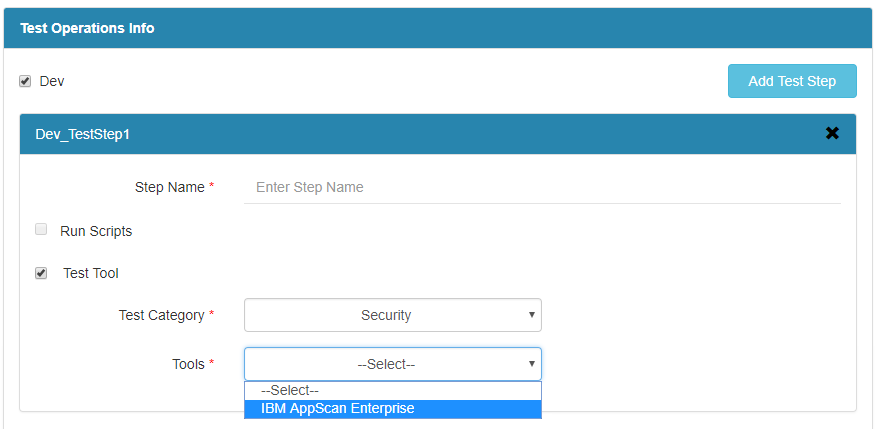 Test Operations Info
Dev
Add Test Step
Dev_TestStep1
Step Name *
Enter Step Name
Run Scripts
Test Tool
Test Category *
Security
Tools *
--Select--
--Select--
IBM AppScan Enterprise